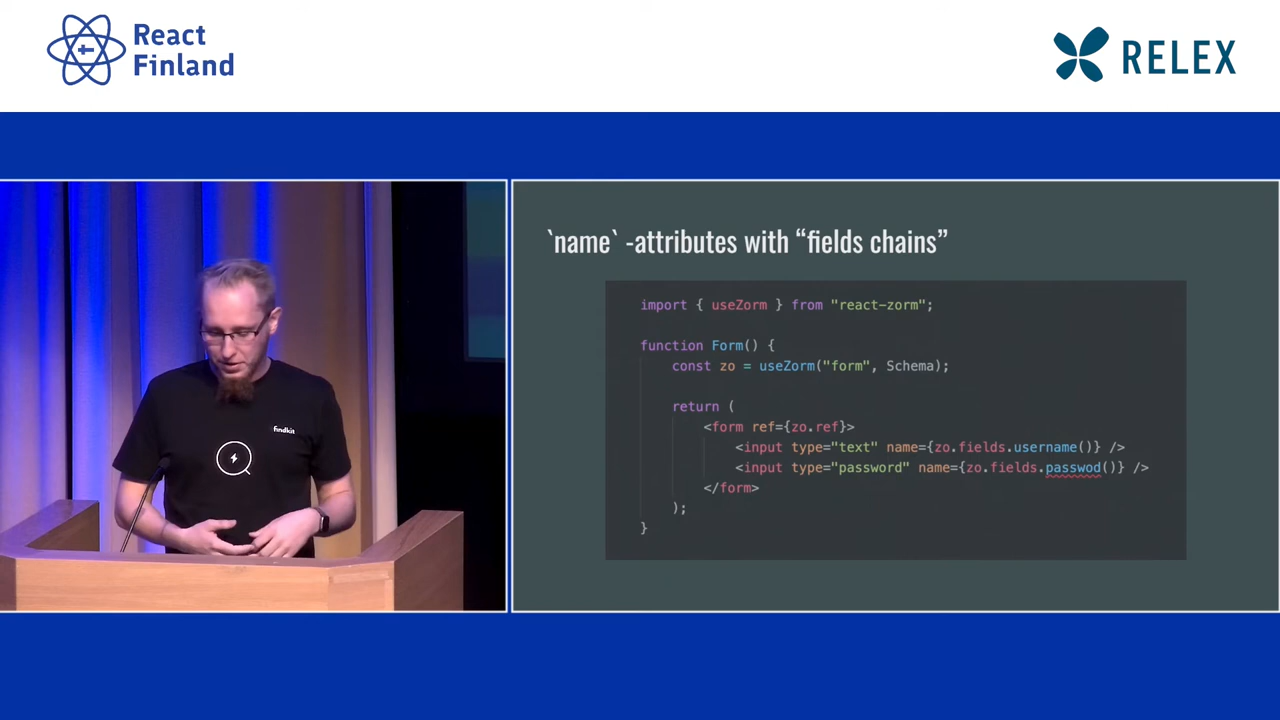 React
Finland
RELEX
findkit
`name` -attributes with “fields chains”
import { useZorm } from "react-zorm";
function Form() {
const zo = useZorm("form", Schema);
return (
<form ref={zo.ref}>
<input type="text" name={zo.fields.username()} />
<input type="password" name={zo.fields.passwod()} />
</form>
);
}